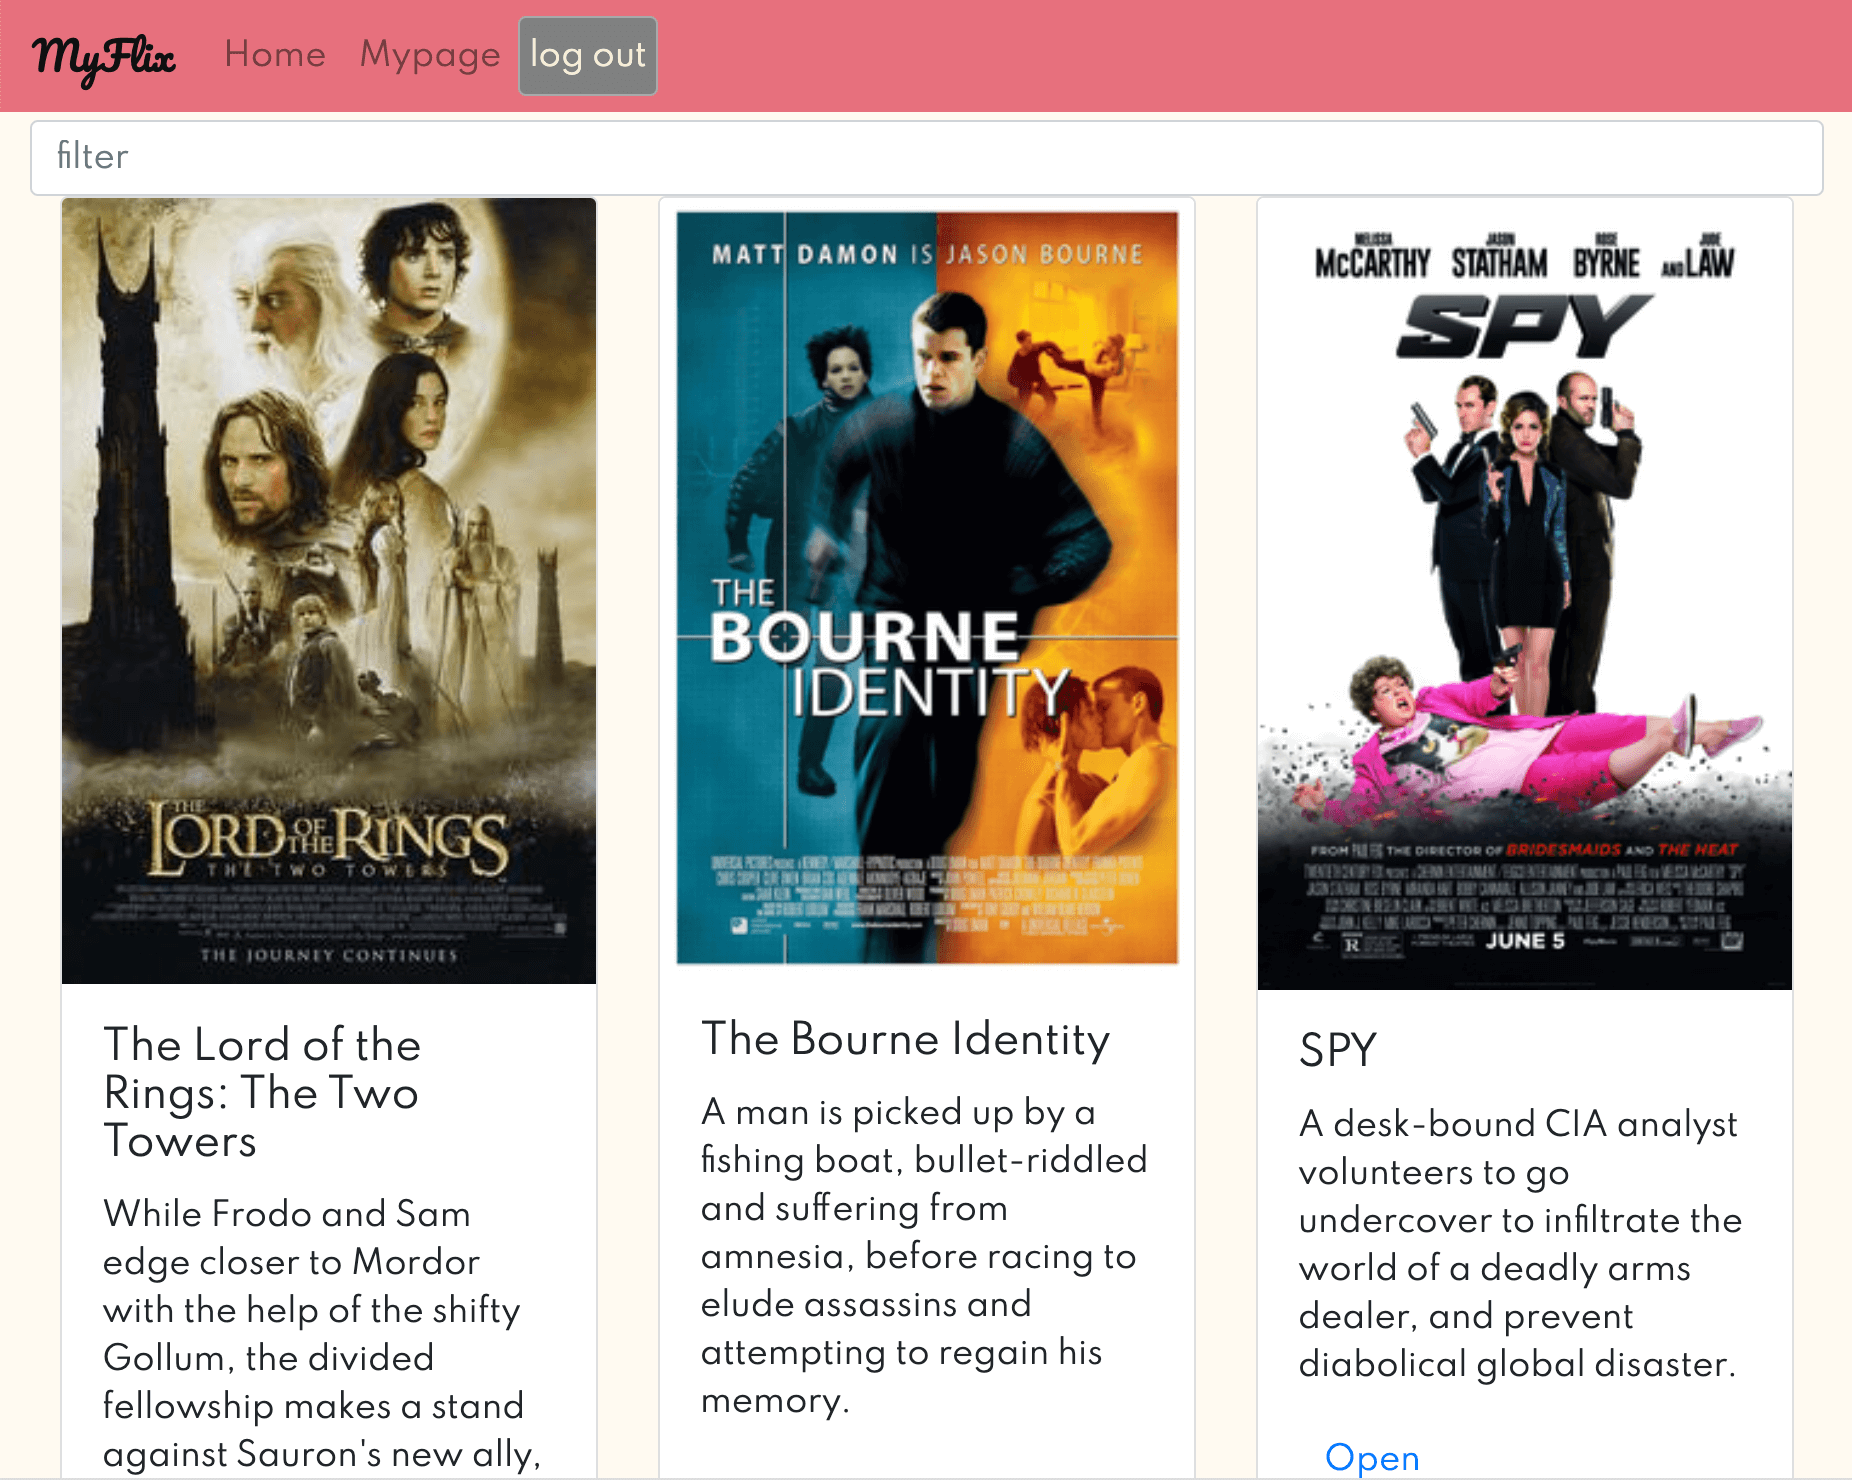 MyFlix Home Mypage log out
filter
THE
LORD OF THE RINGS
THE TWO TOWERS
THE JOURNEY CONTINUES
The Lord of the
Rings: The Two
Towers
While Frodo and Sam
edge closer to Mordor
with the help of the shifty
Gollum, the divided
fellowship makes a stand
against Sauron's new ally,
MATT DAMON IS JASON BOURNE
THE
BOURNE
IDENTITY
The Bourne Identity
A man is picked up by a
fishing boat, bullet-riddled
and suffering from
amnesia, before racing to
elude assassins and
attempting to regain his
memory.
MELISSA JASON ROSE JUDE
McCARTHY STATHAM BYRNE AND LAW
SPY
FROM PAUL FEIG THE DIRECTOR OF BRIDESMAIDS AND THE HEAT
R
JUNE 5
SPY
A desk-bound CIA analyst
volunteers to go
undercover to infiltrate the
world of a deadly arms
dealer, and prevent
diabolical global disaster.
Open